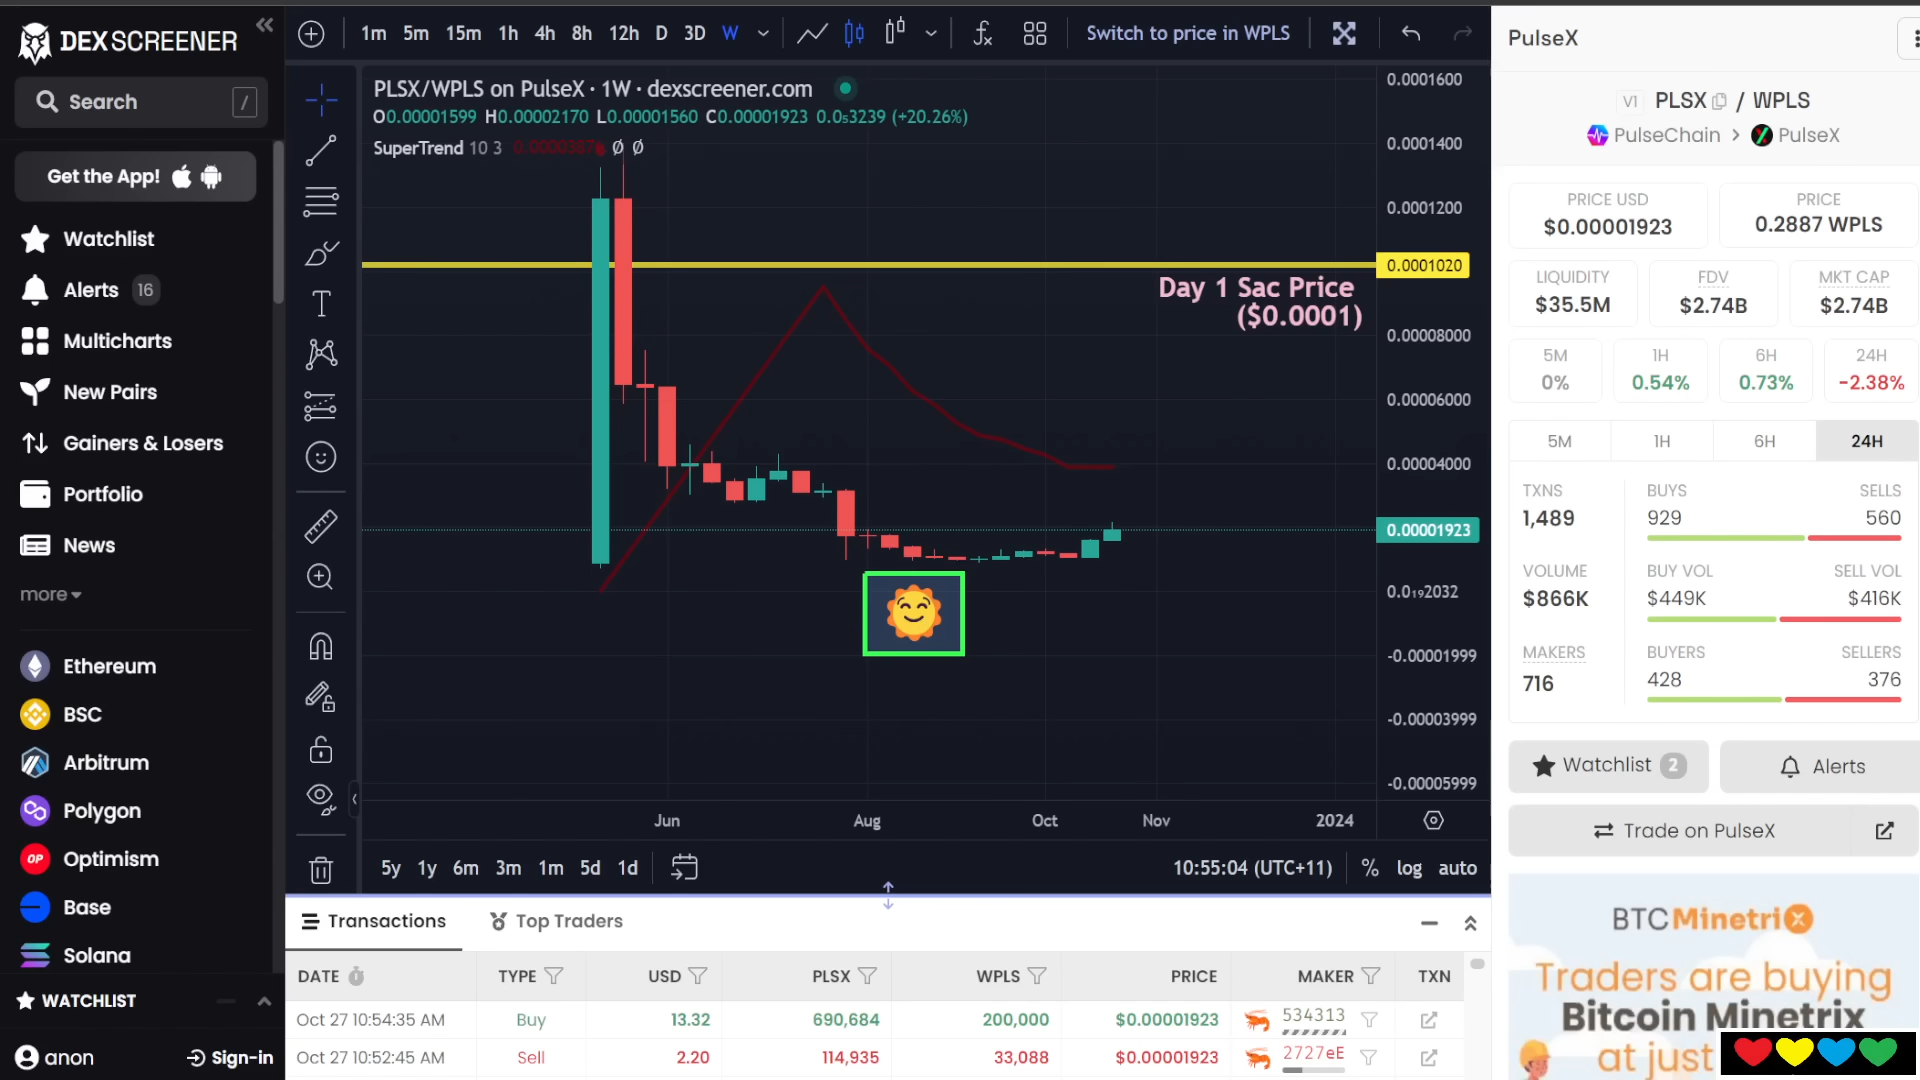 DEX SCREENER
Search /
Get the App!
Watchlist
Alerts 16
Multicharts
New Pairs
Gainers & Losers
Portfolio
News
more
Ethereum
BSC
Arbitrum
Polygon
OP Optimism
Base
Solana
WATCHLIST
anon Sign-in
1m 5m 15m 1h 4h 8h 12h D 3D W Switch to price in WPLS
PLSX/WPLS on PulseX · 1W · dexscreener.com
O0.00001599 H0.00002170 L0.00001560 C0.00001923 0.0₅3239 (+20.26%)
SuperTrend 10 3 Ø Ø
Day 1 Sac Price
($0.0001)
0.0001600
0.0001400
0.0001200
0.0001020
0.00008000
0.00006000
0.00004000
0.00001923
0.0₁₉2032
-0.00001999
-0.00003999
-0.00005999
Jun Aug Oct Nov 2024
5y 1y 6m 3m 1m 5d 1d 10:55:04 (UTC+11) % log auto
Transactions Top Traders
DATE TYPE USD PLSX WPLS PRICE MAKER TXN
Oct 27 10:54:35 AM Buy 13.32 690,684 200,000 $0.00001923 534313
Oct 27 10:52:45 AM Sell 2.20 114,935 33,088 $0.00001923 2727eE
PulseX
V1 PLSX / WPLS
PulseChain > PulseX
PRICE USD PRICE
$0.00001923 0.2887 WPLS
LIQUIDITY FDV MKT CAP
$35.5M $2.74B $2.74B
5M 1H 6H 24H
0% 0.54% 0.73% -2.38%
5M 1H 6H 24H
TXNS BUYS SELLS
1,489 929 560
VOLUME BUY VOL SELL VOL
$866K $449K $416K
MAKERS BUYERS SELLERS
716 428 376
Watchlist 2 Alerts
Trade on PulseX
BTCMinetrix
Traders are buying
Bitcoin Minetrix
at just